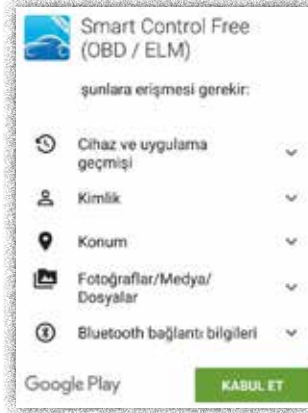 Smart Control Free
(OBD / ELM)
şunlara erişmesi gerekir:
Cihaz ve uygulama
geçmişi
Kimlik
Konum
Fotoğraflar/Medya/
Dosyalar
Bluetooth bağlantı bilgileri
Google Play
KABUL ET